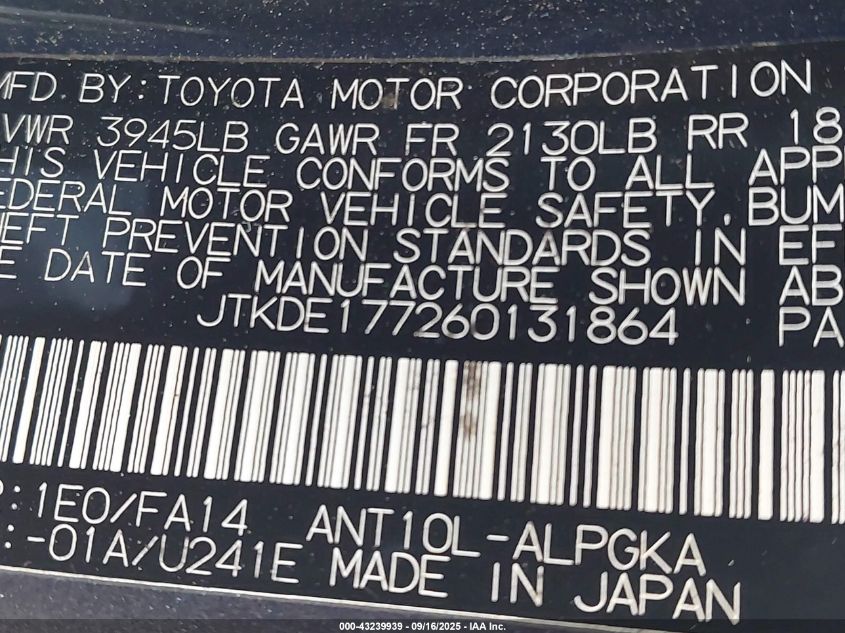 MFD BY: TOYOTA MOTOR CORPORATION
VWR 3945LB GAWR FR 2130LB RR 18
HIS VEHICLE CONFORMS TO ALL APP
EDERAL MOTOR VEHICLE SAFETY, BUM
EFT PREVENTION STANDARDS IN EF
E DATE OF MANUFACTURE SHOWN AB
JTKDE177260131864 PA
:1E0/FA14 ANT10L-ALPGKA
:-01A/U241E MADE IN JAPAN
000-43239939 - 09/16/2025 - IAA Inc.